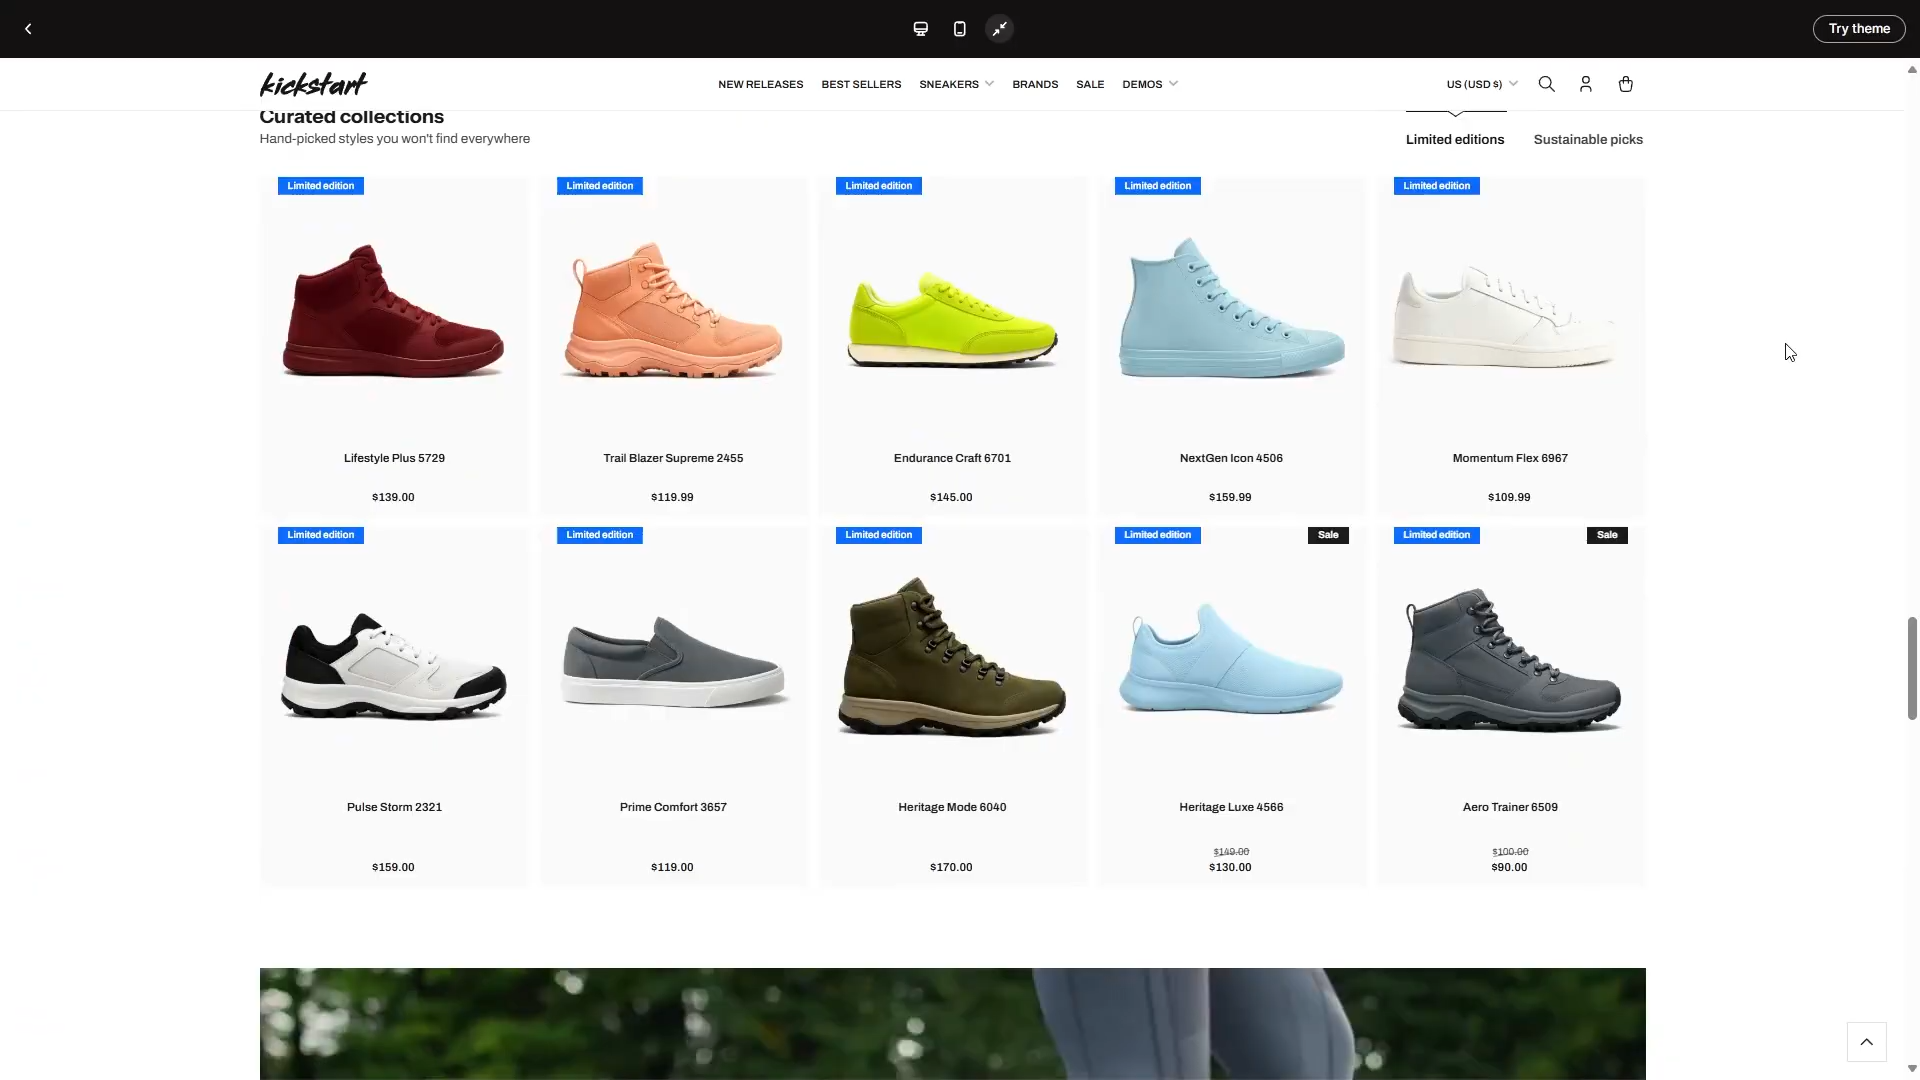 Try theme
kickstart
NEW RELEASES BEST SELLERS SNEAKERS BRANDS SALE DEMOS
US (USD $)
Curated collections
Hand-picked styles you won't find everywhere
Limited editions Sustainable picks
Limited edition Limited edition Limited edition Limited edition Limited edition
Lifestyle Plus 5729 Trail Blazer Supreme 2455 Endurance Craft 6701 NextGen Icon 4506 Momentum Flex 6967
$139.00 $119.99 $145.00 $159.99 $109.99
Limited edition Limited edition Limited edition Limited edition Sale Limited edition Sale
Pulse Storm 2321 Prime Comfort 3657 Heritage Mode 6040 Heritage Luxe 4566 Aero Trainer 6509
$149.00 $100.00
$159.00 $119.00 $170.00 $130.00 $90.00